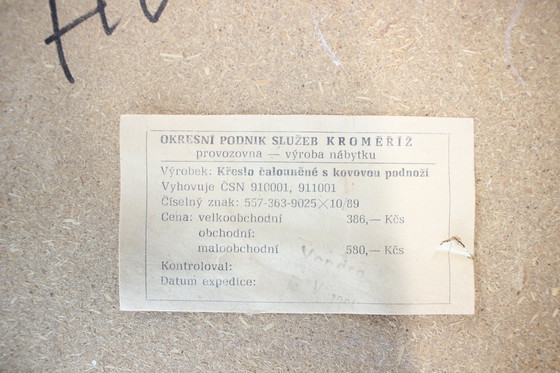 OKRESNÍ PODNIK SLUŽEB KROMĚŘÍŽ
provozovna — výroba nábytku
Výrobek: Křeslo čalouněné s kovovou podnoží
Vyhovuje ČSN 910001, 911001
Číselný znak: 557-363-9025×10/89
Cena: velkoobchodní 386,— Kčs
obchodní:
maloobchodní 580,— Kčs
Kontroloval:
Datum expedice: